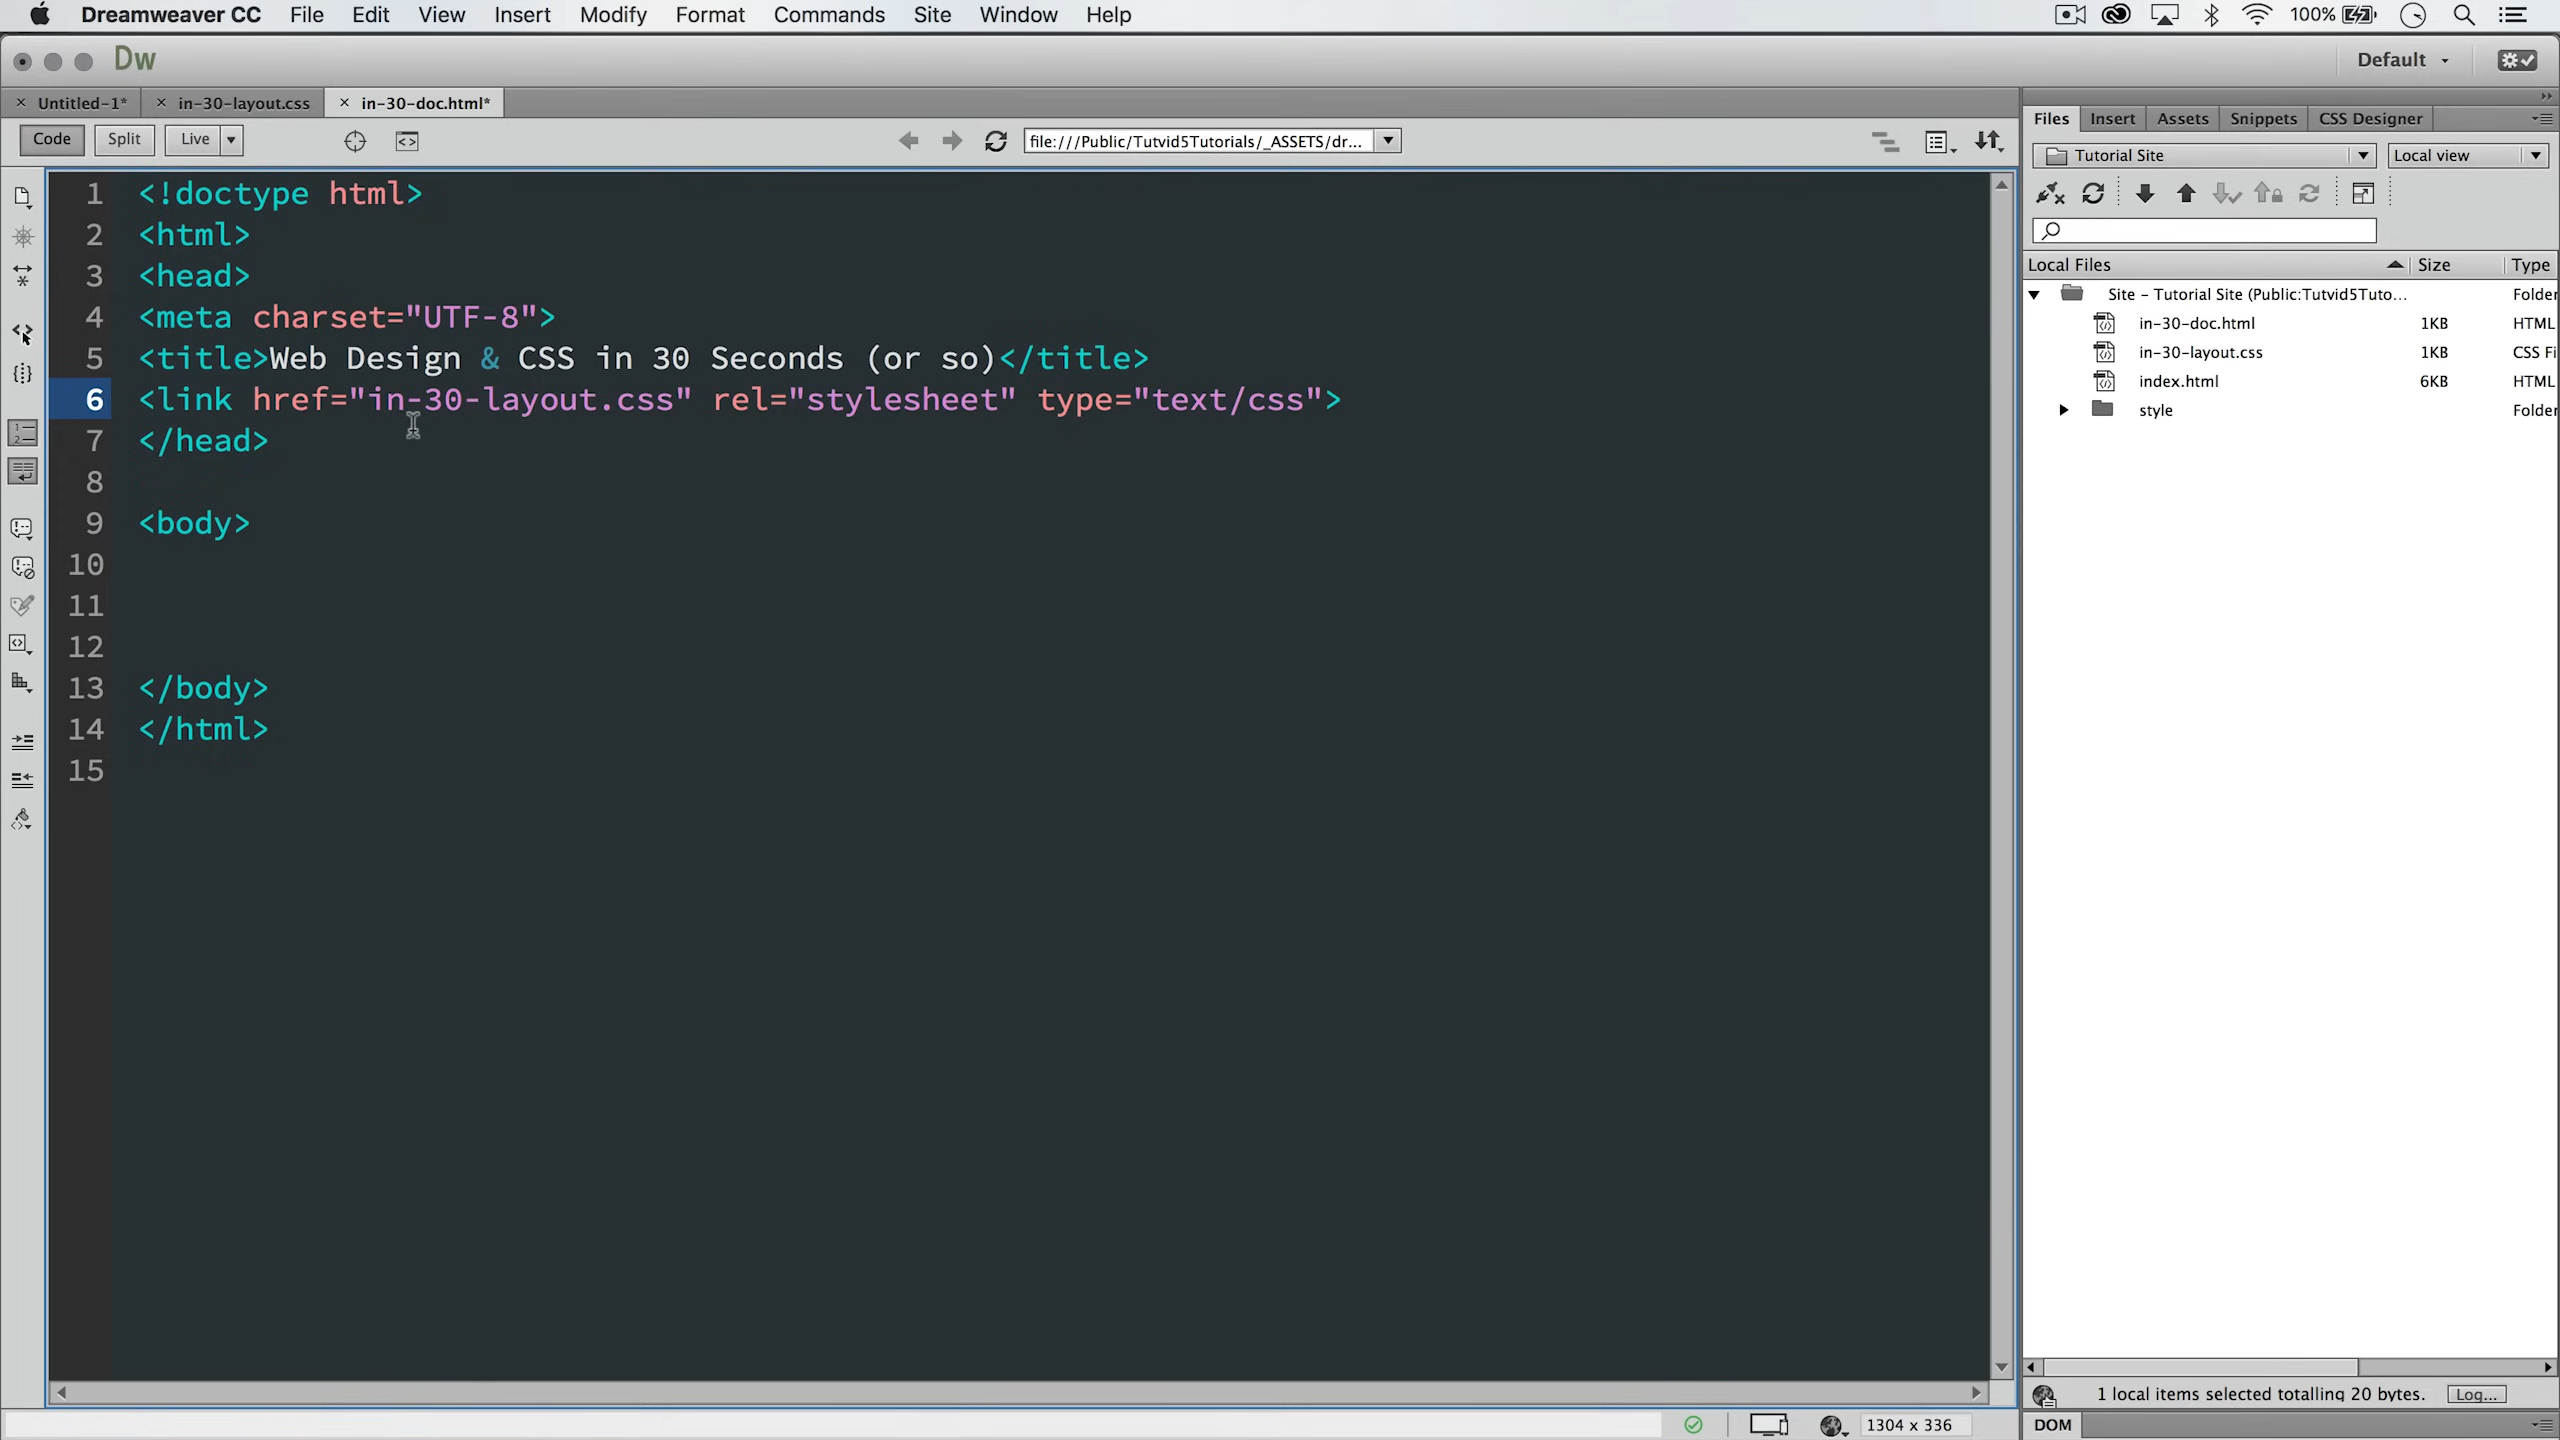 Dreamweaver CC File Edit View Insert Modify Format Commands Site Window Help 100%
Dw Default
Untitled-1* in-30-layout.css in-30-doc.html*
Code Split Live file:///Public/Tutvid5Tutorials/_ASSETS/dr...
1 <!doctype html>
2 <html>
3 <head>
4 <meta charset="UTF-8">
5 <title>Web Design & CSS in 30 Seconds (or so)</title>
6 <link href="in-30-layout.css" rel="stylesheet" type="text/css">
7 </head>
8
9 <body>
10
11
12
13 </body>
14 </html>
15
Files Insert Assets Snippets CSS Designer
Tutorial Site Local view
Local Files Size Type
Site – Tutorial Site (Public:Tutvid5Tuto... Folder
in-30-doc.html 1KB HTML
in-30-layout.css 1KB CSS Fi
index.html 6KB HTML
style Folder
1 local items selected totalling 20 bytes. Log...
1304 x 336 DOM